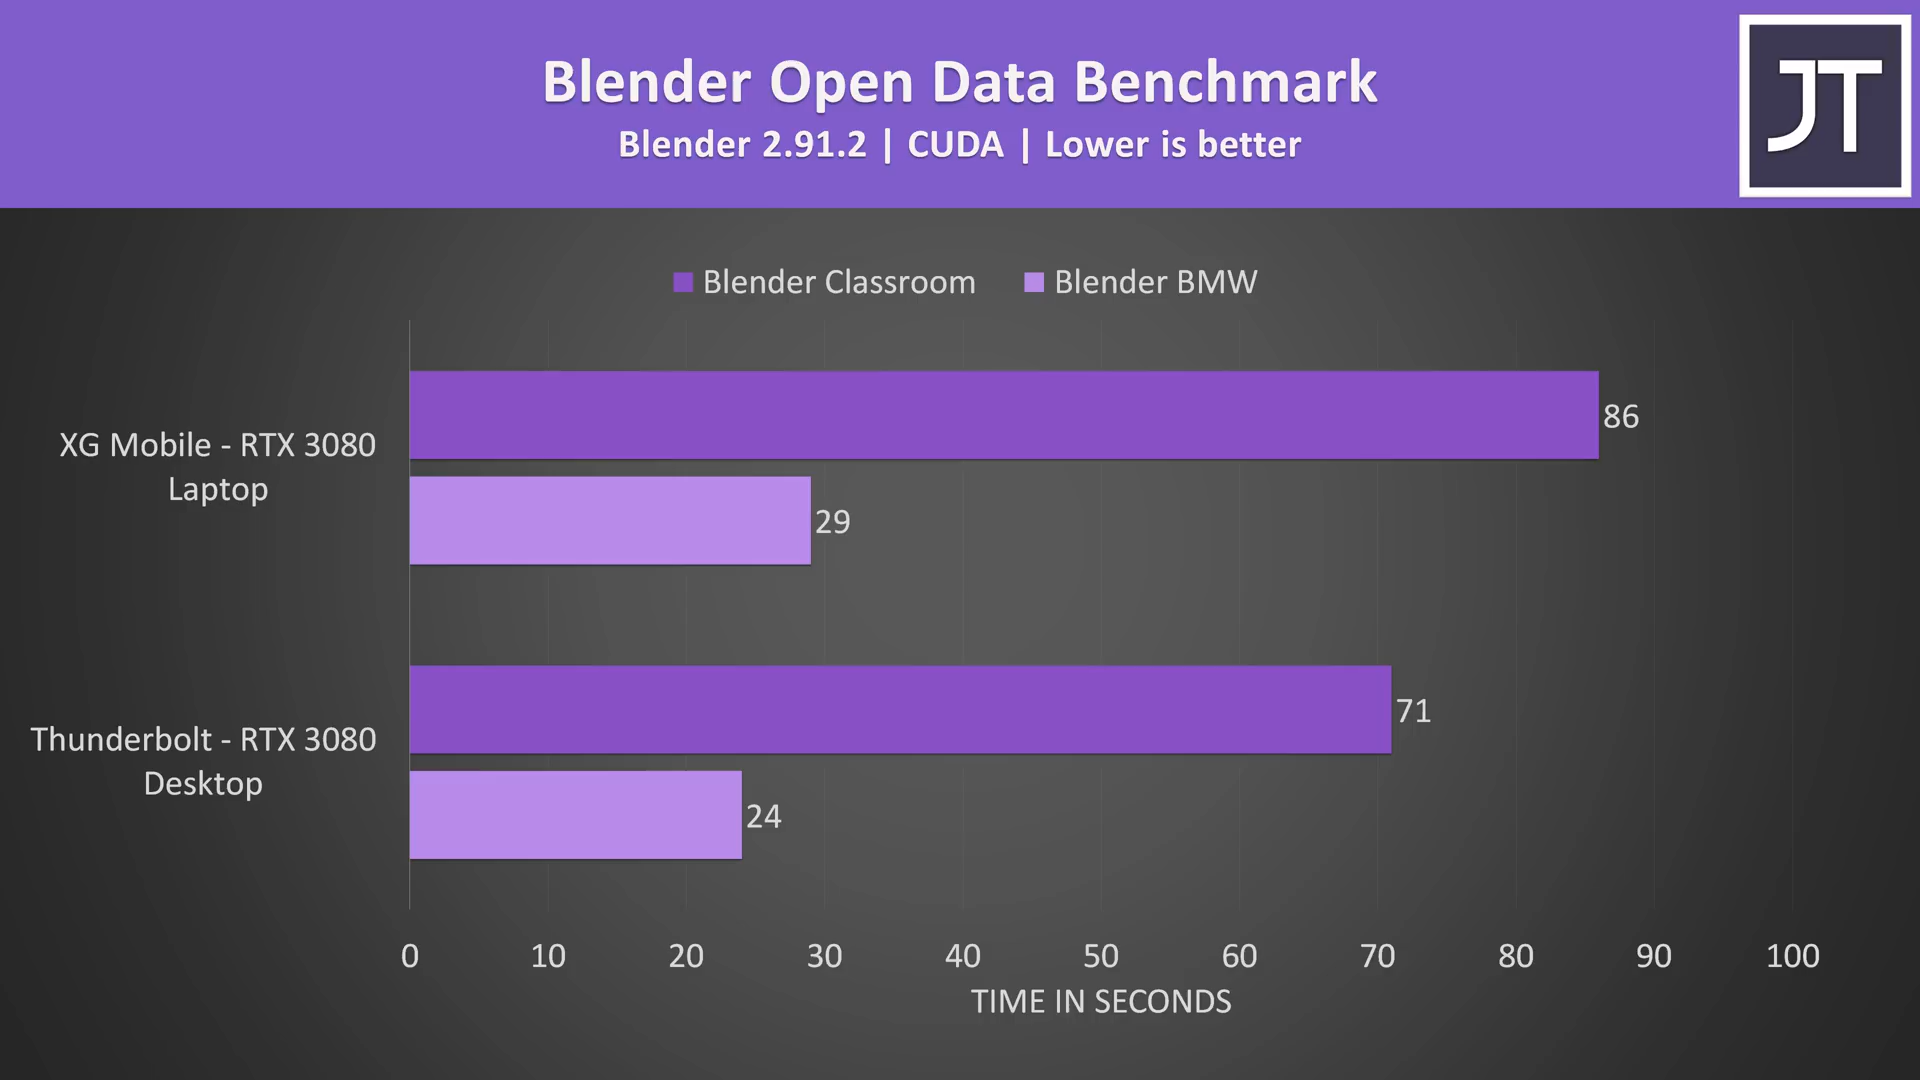 Blender Open Data Benchmark
Blender 2.91.2 | CUDA | Lower is better
JT
Blender Classroom
Blender BMW
XG Mobile - RTX 3080
Laptop
86
29
Thunderbolt - RTX 3080
Desktop
71
24
0 10 20 30 40 50 60 70 80 90 100
TIME IN SECONDS